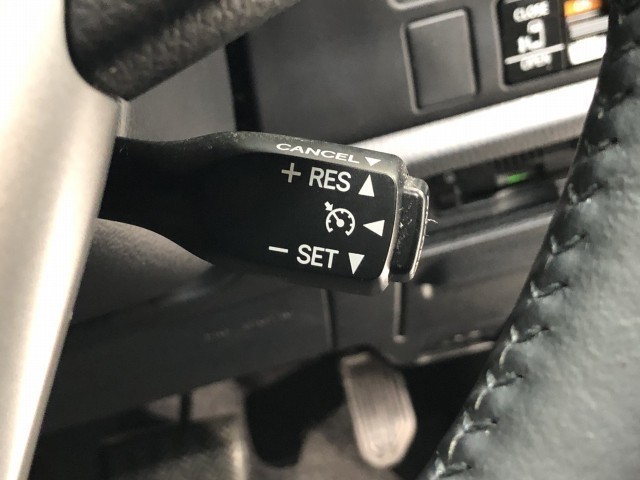 CLOSE
OPEN
CANCEL ▼
+ RES ▲
◀
− SET ▼